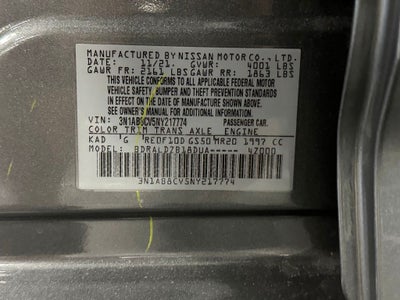 MANUFACTURED BY NISSAN MOTOR CO., LTD.
DATE: 11/21. GVWR: 4001 LBS
GAWR FR: 2161 LBS GAWR RR: 1863 LBS
THIS VEHICLE CONFORMS TO ALL APPLICABLE FEDERAL MOTOR
VEHICLE SAFETY, BUMPER AND THEFT PREVENTION STANDARDS
IN EFFECT ON THE DATE OF MANUFACTURE SHOWN ABOVE.
SEE OWNER'S MANUAL FOR ADDITIONAL INFORMATION.
VIN: 3N1AB8CV5NY217774 PASSENGER CAR.
COLOR TRIM TRANS AXLE ENGINE
KAD G RE0F10D GS50 MR20 1997 CC
MODEL: BDRALDZB18DUA----- 47000
3N1AB8CV5NY217774